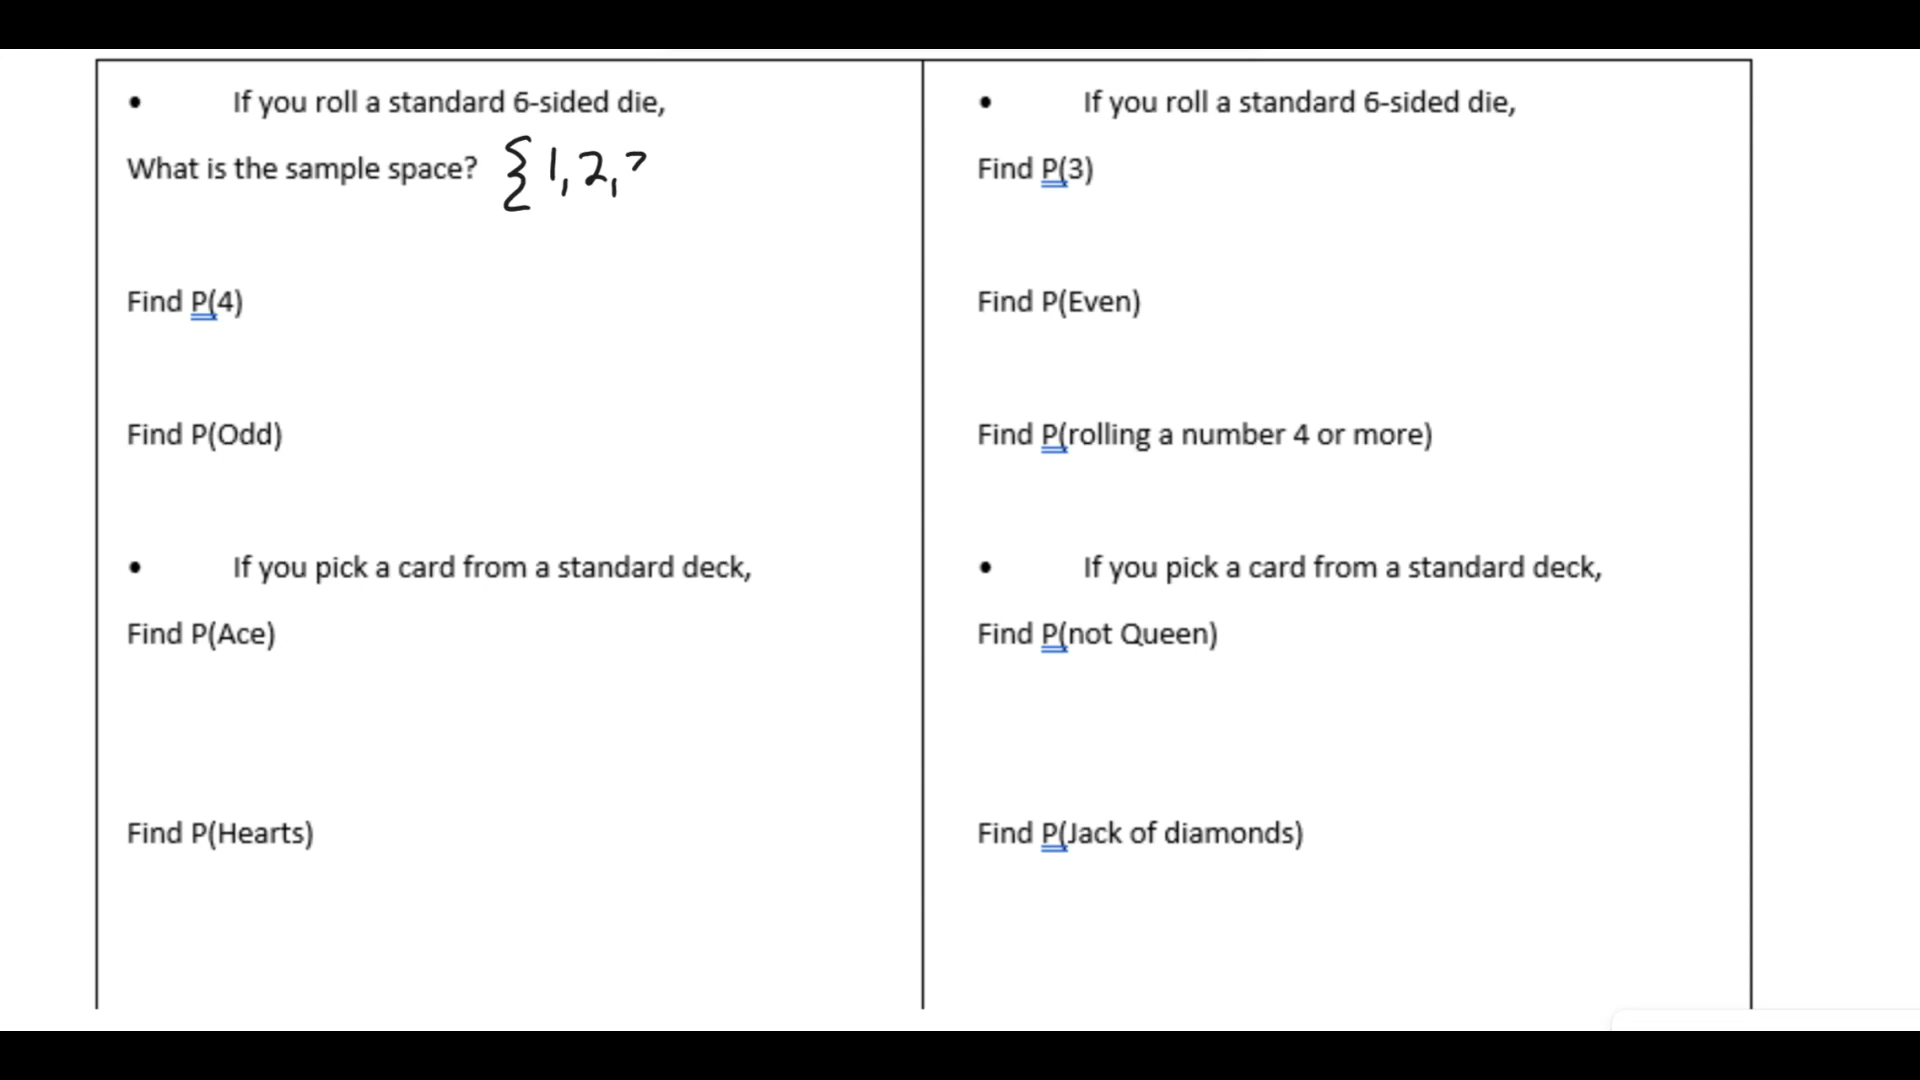 • If you roll a standard 6-sided die,
What is the sample space? { 1, 2,
Find P(4)
Find P(Odd)
• If you pick a card from a standard deck,
Find P(Ace)
Find P(Hearts)
• If you roll a standard 6-sided die,
Find P(3)
Find P(Even)
Find P(rolling a number 4 or more)
• If you pick a card from a standard deck,
Find P(not Queen)
Find P(Jack of diamonds)